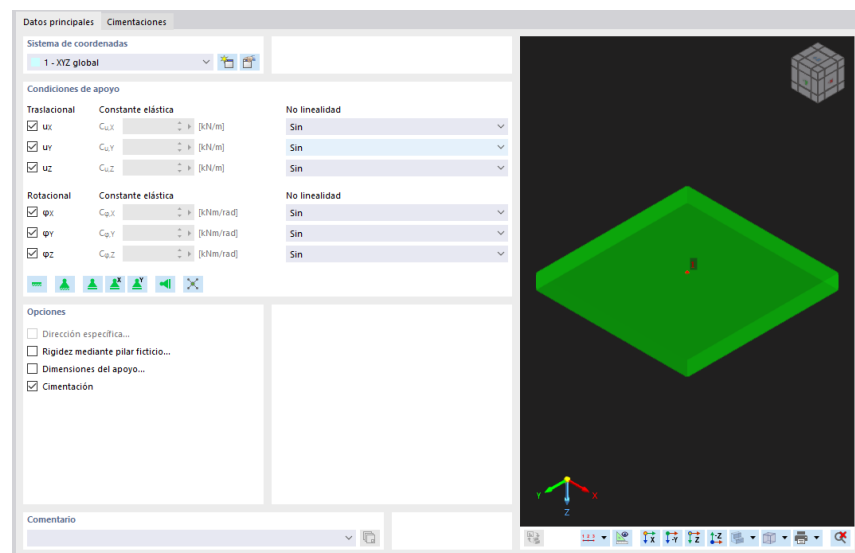 Datos principales Cimentaciones
Sistema de coordenadas
1 - XYZ global
Condiciones de apoyo
Traslacional Constante elástica No linealidad
uX Cu,X [kN/m] Sin
uY Cu,Y [kN/m] Sin
uZ Cu,Z [kN/m] Sin
Rotacional Constante elástica No linealidad
φX Cφ,X [kNm/rad] Sin
φY Cφ,Y [kNm/rad] Sin
φZ Cφ,Z [kNm/rad] Sin
X Y
Opciones
Dirección específica...
Rigidez mediante pilar ficticio...
Dimensiones del apoyo...
Cimentación
Comentario
Y X
Z
1 2 3 X -Y Z -Z